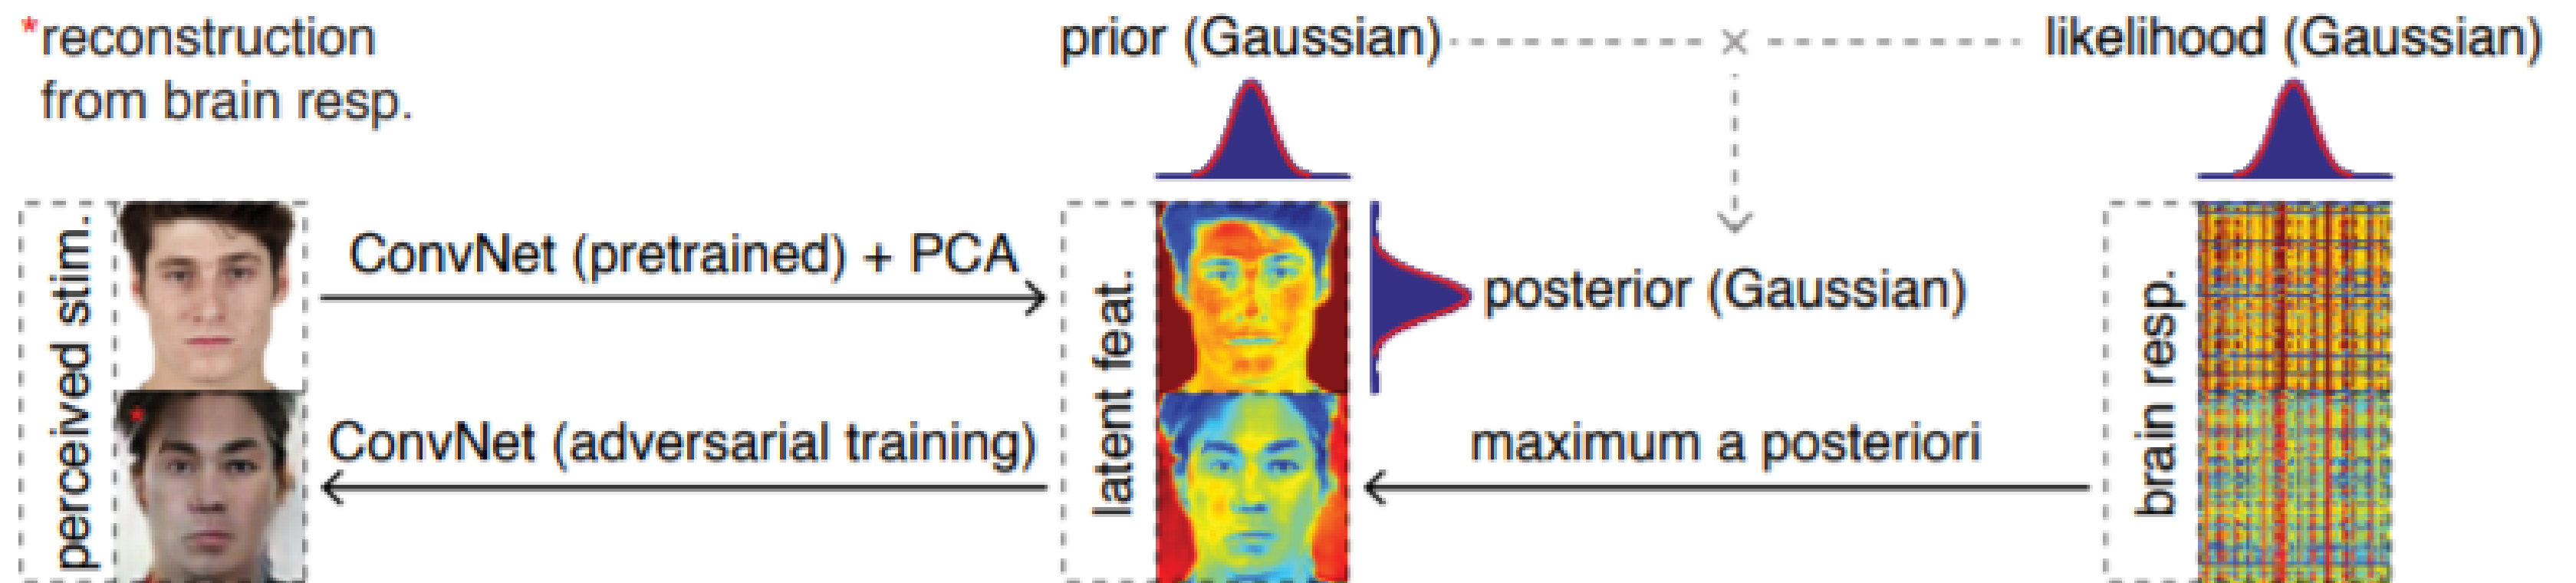 *reconstruction
from brain resp.
prior (Gaussian)
×
likelihood (Gaussian)
perceived stim.
ConvNet (pretrained) + PCA
latent feat.
posterior (Gaussian)
brain resp.
*
ConvNet (adversarial training)
maximum a posteriori